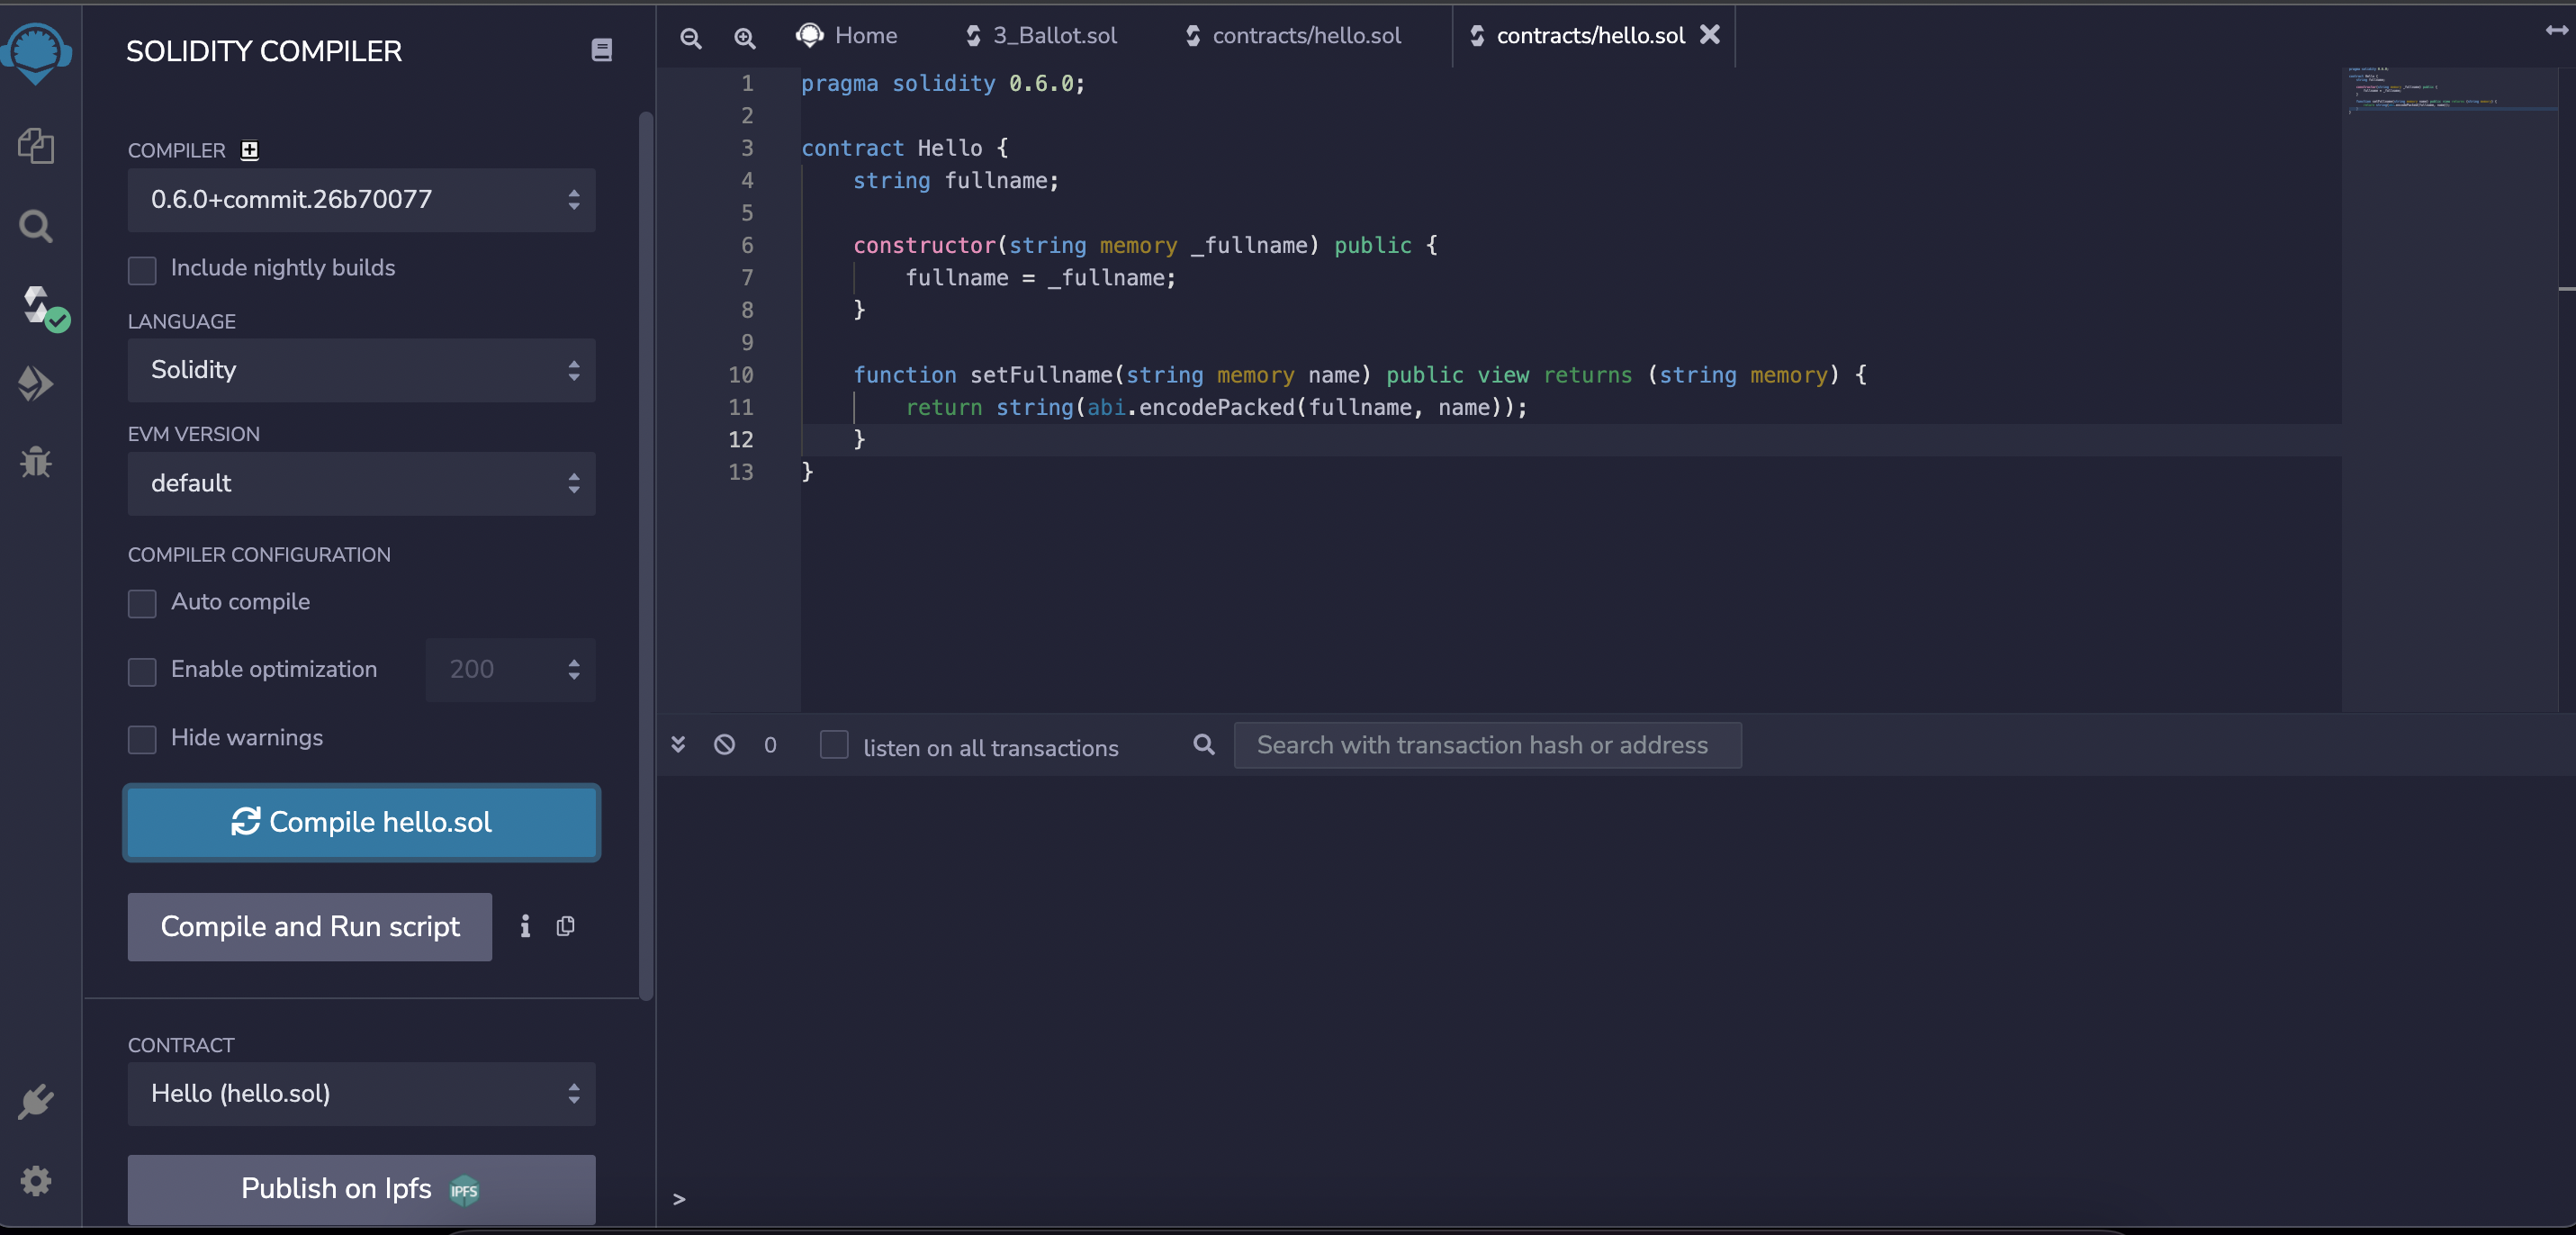 SOLIDITY COMPILER
COMPILER
0.6.0+commit.26b70077
Include nightly builds
LANGUAGE
Solidity
EVM VERSION
default
COMPILER CONFIGURATION
Auto compile
Enable optimization 200
Hide warnings
Compile hello.sol
Compile and Run script
CONTRACT
Hello (hello.sol)
Publish on Ipfs IPFS
Home 3_Ballot.sol contracts/hello.sol contracts/hello.sol
1 pragma solidity 0.6.0;
2
3 contract Hello {
4     string fullname;
5
6     constructor(string memory _fullname) public {
7         fullname = _fullname;
8     }
9
10     function setFullname(string memory name) public view returns (string memory) {
11         return string(abi.encodePacked(fullname, name));
12     }
13 }
0 listen on all transactions Search with transaction hash or address
>